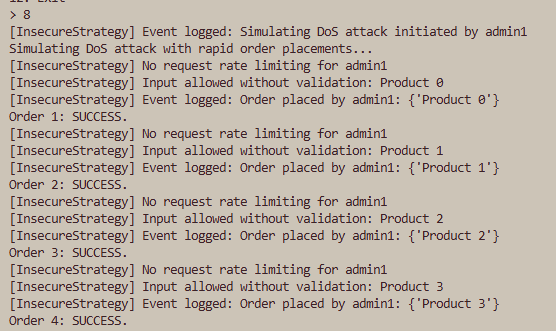 > 8
[InsecureStrategy] Event logged: Simulating DoS attack initiated by admin1
Simulating DoS attack with rapid order placements...
[InsecureStrategy] No request rate limiting for admin1
[InsecureStrategy] Input allowed without validation: Product 0
[InsecureStrategy] Event logged: Order placed by admin1: {'Product 0'}
Order 1: SUCCESS.
[InsecureStrategy] No request rate limiting for admin1
[InsecureStrategy] Input allowed without validation: Product 1
[InsecureStrategy] Event logged: Order placed by admin1: {'Product 1'}
Order 2: SUCCESS.
[InsecureStrategy] No request rate limiting for admin1
[InsecureStrategy] Input allowed without validation: Product 2
[InsecureStrategy] Event logged: Order placed by admin1: {'Product 2'}
Order 3: SUCCESS.
[InsecureStrategy] No request rate limiting for admin1
[InsecureStrategy] Input allowed without validation: Product 3
[InsecureStrategy] Event logged: Order placed by admin1: {'Product 3'}
Order 4: SUCCESS.